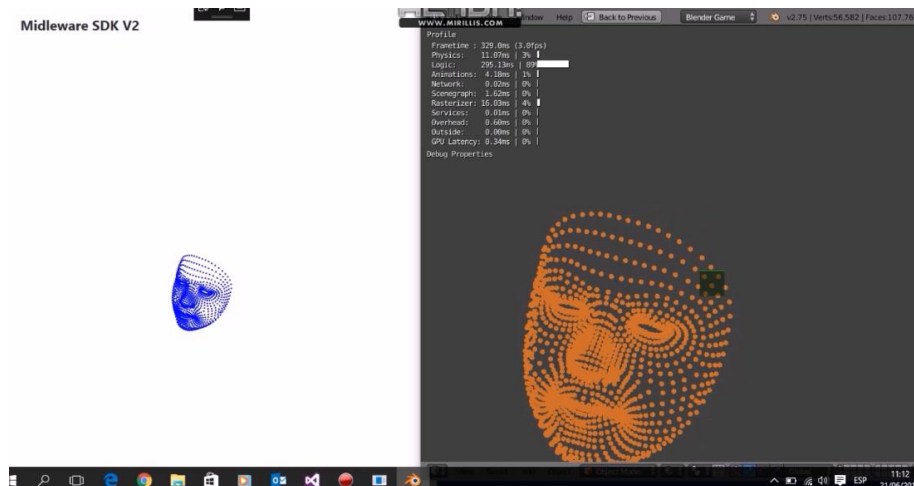 Midleware SDK V2
WWW.MIRILLIS.COM
Help
Back to Previous
Blender Game
v2.75 | Verts:56,582 | Faces:107,76
Profile
Frametime : 329.0ms (3.0fps)
Physics: 11.07ms | 3%
Logic: 295.13ms | 89%
Animations: 4.18ms | 1%
Network: 0.02ms | 0%
Scenegraph: 1.62ms | 0%
Rasterizer: 16.03ms | 4%
Services: 0.01ms | 0%
Overhead: 0.60ms | 0%
Outside: 0.00ms | 0%
GPU Latency: 0.34ms | 0%
Debug Properties
ESP
11:12